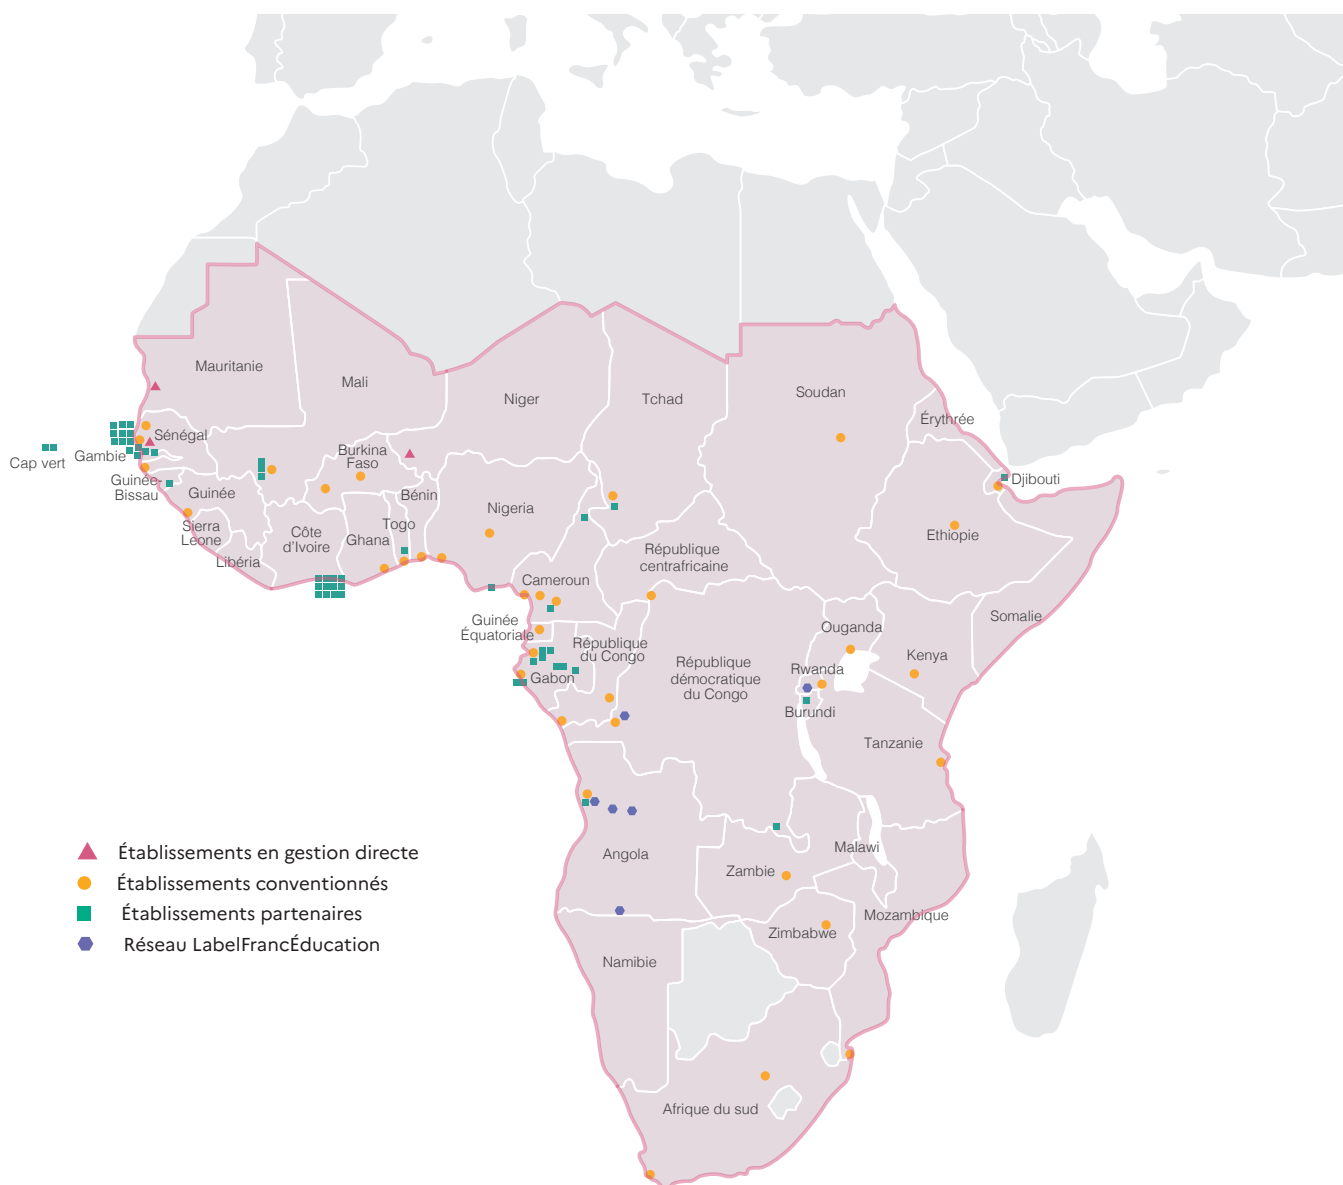 Mauritanie
Mali
Niger
Tchad
Soudan
Érythrée
Sénégal
Cap vert
Gambie
Burkina
Faso
Djibouti
Guinée-
Bissau
Guinée
Bénin
Nigeria
Sierra
Leone
Côte
d'Ivoire
Togo
Ghana
Ethiopie
Libéria
République
centrafricaine
Cameroun
Somalie
Guinée
Équatoriale
Ouganda
République
du Congo
Kenya
République
démocratique
du Congo
Rwanda
Gabon
Burundi
Tanzanie
Établissements en gestion directe
Établissements conventionnés
Établissements partenaires
Réseau LabelFrancÉducation
Angola
Malawi
Zambie
Mozambique
Zimbabwe
Namibie
Afrique du sud